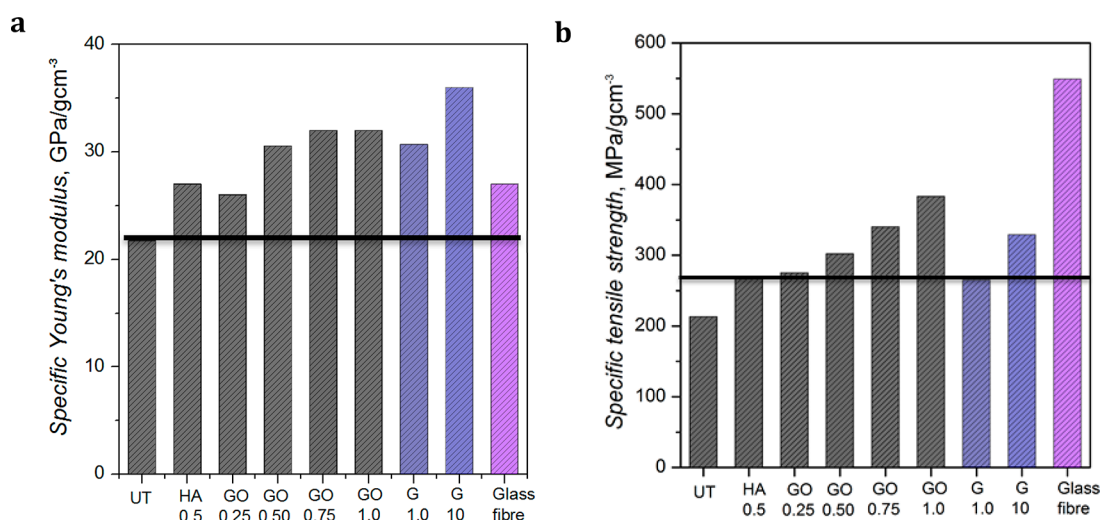 a
Specific Young's modulus, GPa/gcm⁻³
40
30
20
10
0
UT
HA
0.5
GO
0.25
GO
0.50
GO
0.75
GO
1.0
G
1.0
G
10
Glass
fibre
b
Specific tensile strength, MPa/gcm⁻³
600
500
400
300
200
100
0
UT
HA
0.5
GO
0.25
GO
0.50
GO
0.75
GO
1.0
G
1.0
G
10
Glass
fibre